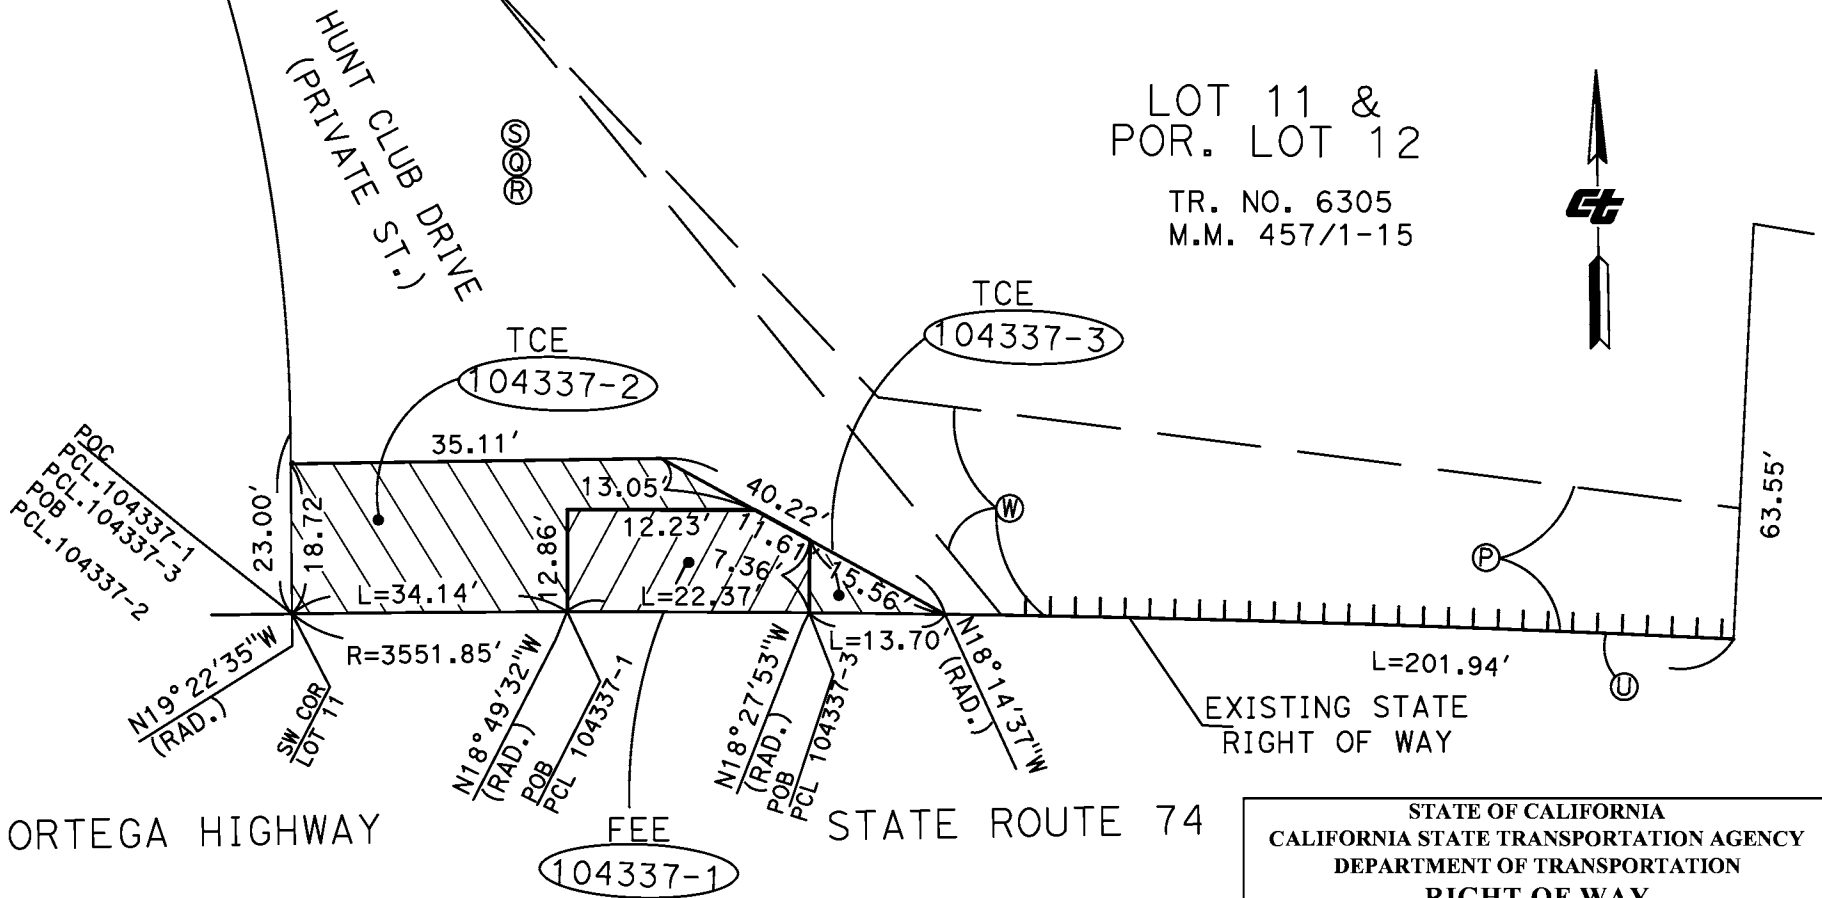 HUNT CLUB DRIVE
(PRIVATE ST.)
S
Q
R
LOT 11 &
POR. LOT 12
TR. NO. 6305
M.M. 457/1-15
Ct
TCE
104337-2
TCE
104337-3
35.11'
13.05'
40.22'
12.23'
11.61'
7.36'
15.56'
23.00'
18.72'
12.86'
L=34.14'
L=22.37'
L=13.70'
R=3551.85'
POC
PCL.104337-1
PCL.104337-3
POB
PCL.104337-2
N19°22'35"W
(RAD.)
SW COR
LOT 11
N18°49'32"W
(RAD.)
POB
PCL 104337-1
N18°27'53"W
(RAD.)
POB
PCL 104337-3
N18°14'37"W
(RAD.)
W
P
U
63.55'
L=201.94'
EXISTING STATE
RIGHT OF WAY
ORTEGA HIGHWAY
FEE
104337-1
STATE ROUTE 74
STATE OF CALIFORNIA
CALIFORNIA STATE TRANSPORTATION AGENCY
DEPARTMENT OF TRANSPORTATION
RIGHT OF WAY